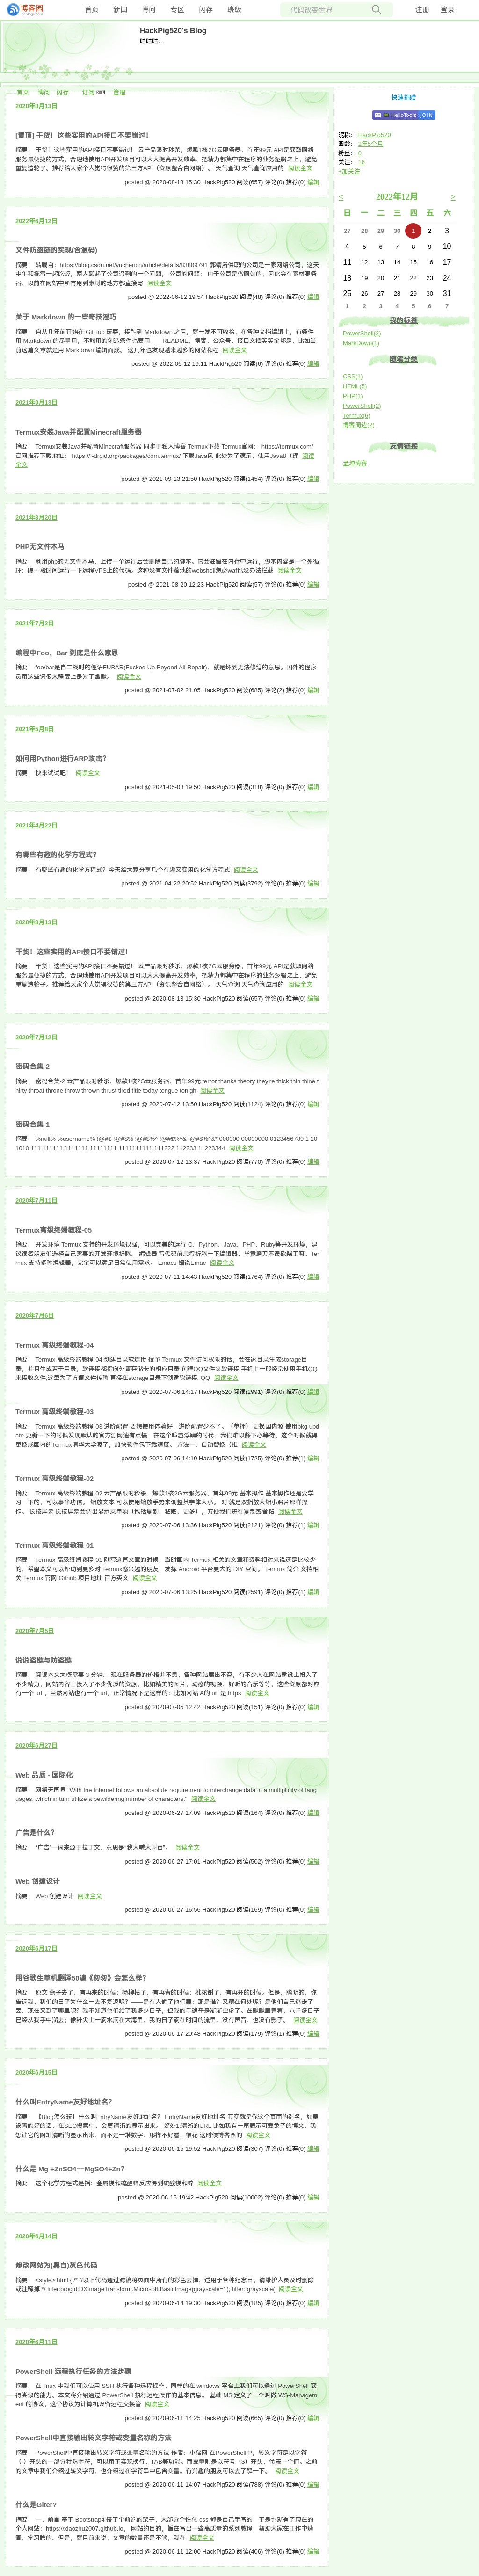 博客园
首页 新闻 博问 专区 闪存 班级
代码改变世界
注册 登录
HackPig520's Blog
咕咕咕....
首页 博问 闪存 订阅 管理
2020年8月13日
[置顶] 干货！这些实用的API接口不要错过!
摘要： 干货！这些实用的API接口不要错过! 云产品限时秒杀，爆款1核2G云服务器，首年99元 API是获取网络
服务最便捷的方式，合理地使用API开发项目可以大大提高开发效率，把精力都集中在程序的业务逻辑之上，避免
重复造轮子。推荐给大家个人觉得很赞的第三方API（资源整合自网络）。 天气查询 天气查询应用的 阅读全文
posted @ 2020-08-13 15:30 HackPig520 阅读(657) 评论(0) 推荐(0) 编辑
2022年6月12日
文件防盗链的实现(含源码)
摘要： 转载自：https://blog.csdn.net/yuchencn/article/details/83809791 郭靖所供职的公司是一家网络公司，这天
中午和拖雷一起吃饭，两人聊起了公司遇到的一个问题， 公司的问题： 由于公司是做网站的，因此会有素材服务
器，以前在网站中所有用到素材的地方都直接写 阅读全文
posted @ 2022-06-12 19:54 HackPig520 阅读(48) 评论(0) 推荐(0) 编辑
关于 Markdown 的一些奇技淫巧
摘要： 自从几年前开始在 GitHub 玩耍，接触到 Markdown 之后，就一发不可收拾，在各种文档编辑上，有条件
用 Markdown 的尽量用，不能用的创造条件也要用——README、博客、公众号、接口文档等等全都是，比如当
前这篇文章就是用 Markdown 编辑而成。 这几年也发现越来越多的网站和程 阅读全文
posted @ 2022-06-12 19:11 HackPig520 阅读(6) 评论(0) 推荐(0) 编辑
2021年9月13日
Termux安装Java并配置Minecraft服务器
摘要： Termux安装Java并配置Minecraft服务器 同步于私人博客 Termux下载 Termux官网： https://termux.com/
官网推荐下载地址： https://f-droid.org/packages/com.termux/ 下载Java包 此处为了演示，使用Java8（理 阅读
全文
posted @ 2021-09-13 21:50 HackPig520 阅读(1454) 评论(0) 推荐(0) 编辑
2021年8月20日
PHP无文件木马
摘要： 利用php的无文件木马，上传一个运行后会删除自己的脚本。它会驻留在内存中运行，脚本内容是一个死循
环：撞一段时间运行一下远程VPS上的代码。这种没有文件落地的webshell想必waf也没办法拦截 阅读全文
posted @ 2021-08-20 12:23 HackPig520 阅读(57) 评论(0) 推荐(0) 编辑
2021年7月2日
编程中Foo，Bar 到底是什么意思
摘要： foo/bar是自二战时的俚语FUBAR(Fucked Up Beyond All Repair)，就是坏到无法修缮的意思。国外的程序
员用这些词很大程度上是为了幽默。 阅读全文
posted @ 2021-07-02 21:05 HackPig520 阅读(685) 评论(2) 推荐(0) 编辑
2021年5月8日
如何用Python进行ARP攻击?
摘要： 快来试试吧！ 阅读全文
posted @ 2021-05-08 19:50 HackPig520 阅读(318) 评论(0) 推荐(0) 编辑
2021年4月22日
有哪些有趣的化学方程式?
摘要： 有哪些有趣的化学方程式？今天给大家分享几个有趣又实用的化学方程式 阅读全文
posted @ 2021-04-22 20:52 HackPig520 阅读(3792) 评论(0) 推荐(0) 编辑
2020年8月13日
干货！这些实用的API接口不要错过!
摘要： 干货！这些实用的API接口不要错过! 云产品限时秒杀，爆款1核2G云服务器，首年99元 API是获取网络
服务最便捷的方式，合理地使用API开发项目可以大大提高开发效率，把精力都集中在程序的业务逻辑之上，避免
重复造轮子。推荐给大家个人觉得很赞的第三方API（资源整合自网络）。 天气查询 天气查询应用的 阅读全文
posted @ 2020-08-13 15:30 HackPig520 阅读(657) 评论(0) 推荐(0) 编辑
2020年7月12日
密码合集-2
摘要： 密码合集-2 云产品限时秒杀，爆款1核2G云服务器，首年99元 terror thanks theory they're thick thin thine t
hirty throat throne throw thrown thrust tired title today tongue tonigh 阅读全文
posted @ 2020-07-12 13:50 HackPig520 阅读(1124) 评论(0) 推荐(0) 编辑
密码合集-1
摘要： %null% %username% !@#$ !@#$% !@#$%^ !@#$%^& !@#$%^&* 000000 00000000 0123456789 1 10
1010 111 111111 1111111 11111111 1111111111 111222 112233 11223344 阅读全文
posted @ 2020-07-12 13:37 HackPig520 阅读(770) 评论(0) 推荐(0) 编辑
2020年7月11日
Termux高级终端教程-05
摘要： 开发环境 Termux 支持的开发环境很强，可以完美的运行 C、Python、Java、PHP、Ruby等开发环境，建
议读者朋友们选择自己需要的开发环境折腾。 编辑器 写代码前总得折腾一下编辑器，毕竟磨刀不误砍柴工嘛。Ter
mux 支持多种编辑器，完全可以满足日常使用需求。 Emacs 据说Emac 阅读全文
posted @ 2020-07-11 14:43 HackPig520 阅读(1764) 评论(0) 推荐(0) 编辑
2020年7月6日
Termux 高级终端教程-04
摘要： Termux 高级终端教程-04 创建目录软连接 授予 Termux 文件访问权限的话，会在家目录生成storage目
录，并且生成若干目录，软连接都指向外置存储卡的相应目录 创建QQ文件夹软连接 手机上一般经常使用手机QQ
来接收文件,这里为了方便文件传输,直接在storage目录下创建软链接. QQ 阅读全文
posted @ 2020-07-06 14:17 HackPig520 阅读(2991) 评论(0) 推荐(0) 编辑
Termux 高级终端教程-03
摘要： Termux 高级终端教程-03 进阶配置 要想使用体验好，进阶配置少不了。（单押） 更换国内源 使用pkg upd
ate 更新一下的时候发现默认的官方源网速有点慢，在这个喧嚣浮躁的时代，我们难以静下心等待，这个时候就得
更换成国内的Termux清华大学源了，加快软件包下载速度。 方法一：自动替换（推 阅读全文
posted @ 2020-07-06 14:10 HackPig520 阅读(1725) 评论(0) 推荐(1) 编辑
Termux 高级终端教程-02
摘要： Termux 高级终端教程-02 云产品限时秒杀，爆款1核2G云服务器，首年99元 基本操作 基本操作还是要学
习一下的，可以事半功倍。 缩放文本 可以使用缩放手势来调整其字体大小。 对!就是双指放大缩小照片那样操
作。 长按屏幕 长按屏幕会调出显示菜单项（包括复制、粘贴、更多），方便我们进行复制或者粘 阅读全文
posted @ 2020-07-06 13:36 HackPig520 阅读(2121) 评论(0) 推荐(1) 编辑
Termux 高级终端教程-01
摘要： Termux 高级终端教程-01 刚写这篇文章的时候，当时国内 Termux 相关的文章和资料相对来说还是比较少
的，希望本文可以帮助到更多对 Termux感兴趣的朋友，发挥 Android 平台更大的 DIY 空间。 Termux 简介 文档相
关 Termux 官网 Github 项目地址 官方英文 阅读全文
posted @ 2020-07-06 13:25 HackPig520 阅读(2591) 评论(0) 推荐(1) 编辑
2020年7月5日
说说盗链与防盗链
摘要： 阅读本文大概需要 3 分钟。 现在服务器的价格并不贵，各种网站层出不穷，有不少人在网站建设上投入了
不少精力，网站内容上投入了不少优质的资源，比如精美的图片，动感的视频，好听的音乐等等，这些资源都对应
有一个 url ，当然网站也有一个 url。正常情况下是这样的：比如网站 A的 url 是 https 阅读全文
posted @ 2020-07-05 12:42 HackPig520 阅读(151) 评论(0) 推荐(0) 编辑
2020年6月27日
Web 品质 - 国际化
摘要： 网络无国界 "With the Internet follows an absolute requirement to interchange data in a multiplicity of lang
uages, which in turn utilize a bewildering number of characters." 阅读全文
posted @ 2020-06-27 17:09 HackPig520 阅读(164) 评论(0) 推荐(0) 编辑
广告是什么?
摘要： “广告”一词来源于拉丁文，意思是“我大喊大叫百”。 阅读全文
posted @ 2020-06-27 17:01 HackPig520 阅读(502) 评论(0) 推荐(0) 编辑
Web 创建设计
摘要： Web 创建设计 阅读全文
posted @ 2020-06-27 16:56 HackPig520 阅读(169) 评论(0) 推荐(0) 编辑
2020年6月17日
用谷歌生草机翻译50遍《匆匆》会怎么样?
摘要： 原文 燕子去了，有再来的时候；杨柳枯了，有再青的时候；桃花谢了，有再开的时候。但是，聪明的，你
告诉我，我们的日子为什么一去不复返呢？——是有人偷了他们罢：那是谁？又藏在何处呢？是他们自己逃走了
罢：现在又到了哪里呢？ 我不知道他们给了我多少日子；但我的手确乎是渐渐空虚了。在默默里算着，八千多日子
已经从我手中溜去；像针尖上一滴水滴在大海里，我的日子滴在时间的流里，没有声音，也没有影子。 阅读全文
posted @ 2020-06-17 20:48 HackPig520 阅读(179) 评论(1) 推荐(0) 编辑
2020年6月15日
什么叫EntryName友好地址名?
摘要： 【Blog怎么玩】什么叫EntryName友好地址名？ EntryName友好地址名 其实就是你这个页面的别名，如果
设置的好的话，在SEO搜索中，会更清晰的显示出来。 好处1:清晰的URL 比如我有一篇展示可爱兔子的博文，我
想让它的网址清晰的显示出来，而不是一堆数字，那样不好看，很花 这时候博客园的 阅读全文
posted @ 2020-06-15 19:52 HackPig520 阅读(307) 评论(0) 推荐(0) 编辑
什么是 Mg +ZnSO4==MgSO4+Zn？
摘要： 这个化学方程式是指：金属镁和硫酸锌反应得到硫酸镁和锌 阅读全文
posted @ 2020-06-15 19:42 HackPig520 阅读(10002) 评论(0) 推荐(0) 编辑
2020年6月14日
修改网站为(黑白)灰色代码
摘要： <style> html { /* //以下代码通过滤镜将页面中所有的彩色去掉，适用于各种纪念日，请维护人员及时删除
或注释掉 */ filter:progid:DXImageTransform.Microsoft.BasicImage(grayscale=1); filter: grayscale( 阅读全文
posted @ 2020-06-14 19:30 HackPig520 阅读(185) 评论(0) 推荐(0) 编辑
2020年6月11日
PowerShell 远程执行任务的方法步骤
摘要： 在 linux 中我们可以使用 SSH 执行各种远程操作，同样的在 windows 平台上我们可以通过 PowerShell 获
得类似的能力。本文将介绍通过 PowerShell 执行远程操作的基本信息。 基础 MS 定义了一个叫做 WS-Managem
ent 的协议，这个协议为计算机设备远程交换管 阅读全文
posted @ 2020-06-11 14:25 HackPig520 阅读(665) 评论(0) 推荐(0) 编辑
PowerShell中直接输出转义字符或变量名称的方法
摘要： PowerShell中直接输出转义字符或变量名称的方法 作者：小猪网 在PowerShell中，转义字符是以字符
（`）开头的一部分特殊字符，可以用于实现换行、TAB等功能。而变量则是以符号（$）开头，代表一个值。之前的
文章中我们介绍过转义字符，也介绍过在字符串中包含变量，有兴趣的朋友可以去了解一下。 阅读全文
posted @ 2020-06-11 14:07 HackPig520 阅读(788) 评论(0) 推荐(0) 编辑
什么是Giter?
摘要： 一、前言 基于 Bootstrap4 搭了个前端的架子，大部分个性化 css 都是自己手写的，于是也就有了现在的
个人网站：https://xiaozhu2007.github.io。 网站的目的，旨在写出一些高质量的系列教程，帮助大家在工作中速
查、学习啥的。但是，就目前来说，文章的数量还是不够，我在 阅读全文
posted @ 2020-06-11 12:00 HackPig520 阅读(406) 评论(0) 推荐(0) 编辑
快速捐赠
HelloTools JOIN
昵称： HackPig520
园龄： 2年5个月
粉丝： 0
关注： 16
+加关注
< 2022年12月 >
日 一 二 三 四 五 六
27 28 29 30 1 2 3
4 5 6 7 8 9 10
11 12 13 14 15 16 17
18 19 20 21 22 23 24
25 26 27 28 29 30 31
1 2 3 4 5 6 7
我的标签
PowerShell(2)
MarkDown(1)
随笔分类
CSS(1)
HTML(5)
PHP(1)
PowerShell(2)
Termux(6)
博客周边(2)
友情链接
孟坤博客